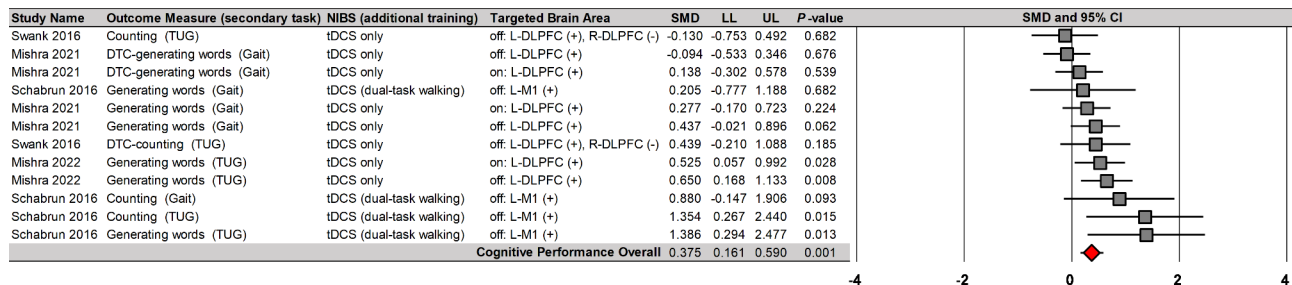 Study Name Outcome Measure (secondary task) NIBS (additional training) Targeted Brain Area SMD LL UL P-value SMD and 95% CI
Swank 2016 Counting (TUG) tDCS only off: L-DLPFC (+), R-DLPFC (-) -0.130 -0.753 0.492 0.682
Mishra 2021 DTC-generating words (Gait) tDCS only off: L-DLPFC (+) -0.094 -0.533 0.346 0.676
Mishra 2021 DTC-generating words (Gait) tDCS only on: L-DLPFC (+) 0.138 -0.302 0.578 0.539
Schabrun 2016 Generating words (Gait) tDCS (dual-task walking) off: L-M1 (+) 0.205 -0.777 1.188 0.682
Mishra 2021 Generating words (Gait) tDCS only on: L-DLPFC (+) 0.277 -0.170 0.723 0.224
Mishra 2021 Generating words (Gait) tDCS only off: L-DLPFC (+) 0.437 -0.021 0.896 0.062
Swank 2016 DTC-counting (TUG) tDCS only off: L-DLPFC (+), R-DLPFC (-) 0.439 -0.210 1.088 0.185
Mishra 2022 Generating words (TUG) tDCS only on: L-DLPFC (+) 0.525 0.057 0.992 0.028
Mishra 2022 Generating words (TUG) tDCS only off: L-DLPFC (+) 0.650 0.168 1.133 0.008
Schabrun 2016 Counting (Gait) tDCS (dual-task walking) off: L-M1 (+) 0.880 -0.147 1.906 0.093
Schabrun 2016 Counting (TUG) tDCS (dual-task walking) off: L-M1 (+) 1.354 0.267 2.440 0.015
Schabrun 2016 Generating words (TUG) tDCS (dual-task walking) off: L-M1 (+) 1.386 0.294 2.477 0.013
Cognitive Performance Overall 0.375 0.161 0.590 0.001
-4 -2 0 2 4